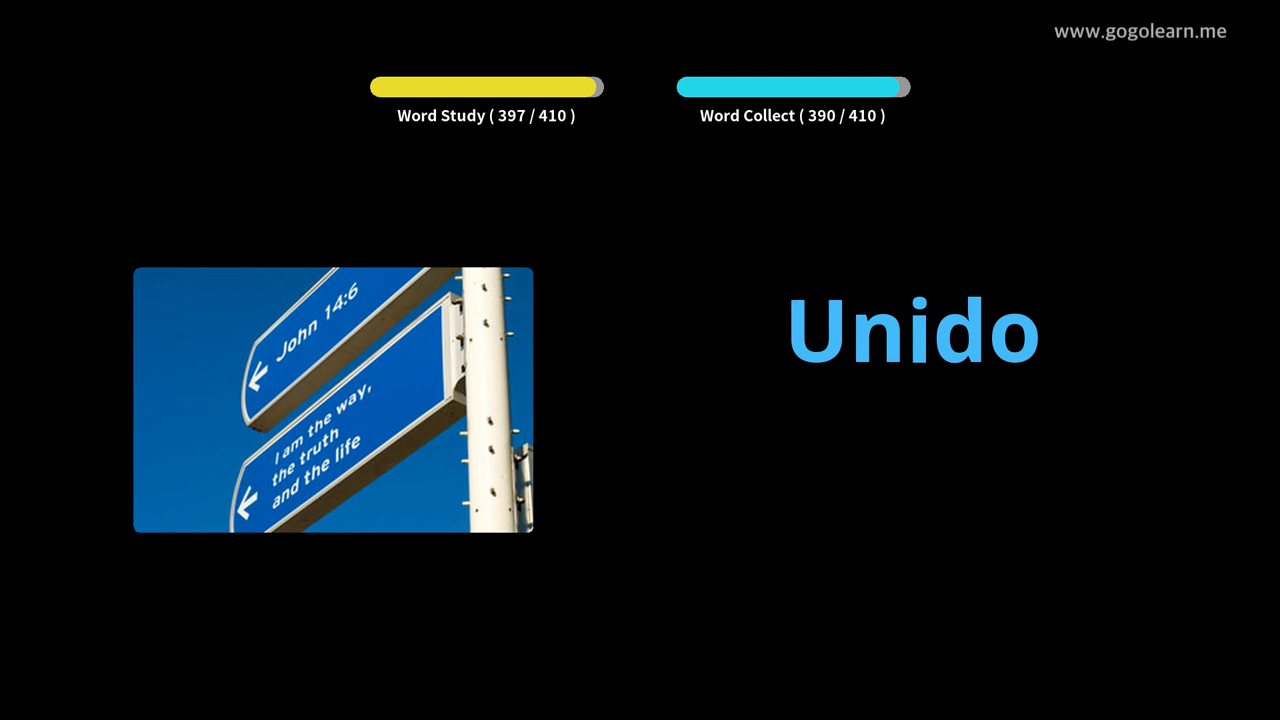 www.gogolearn.me
Word Study ( 397 / 410 )
Word Collect ( 390 / 410 )
John 14:6
I am the way,
the truth
and the life
Unido